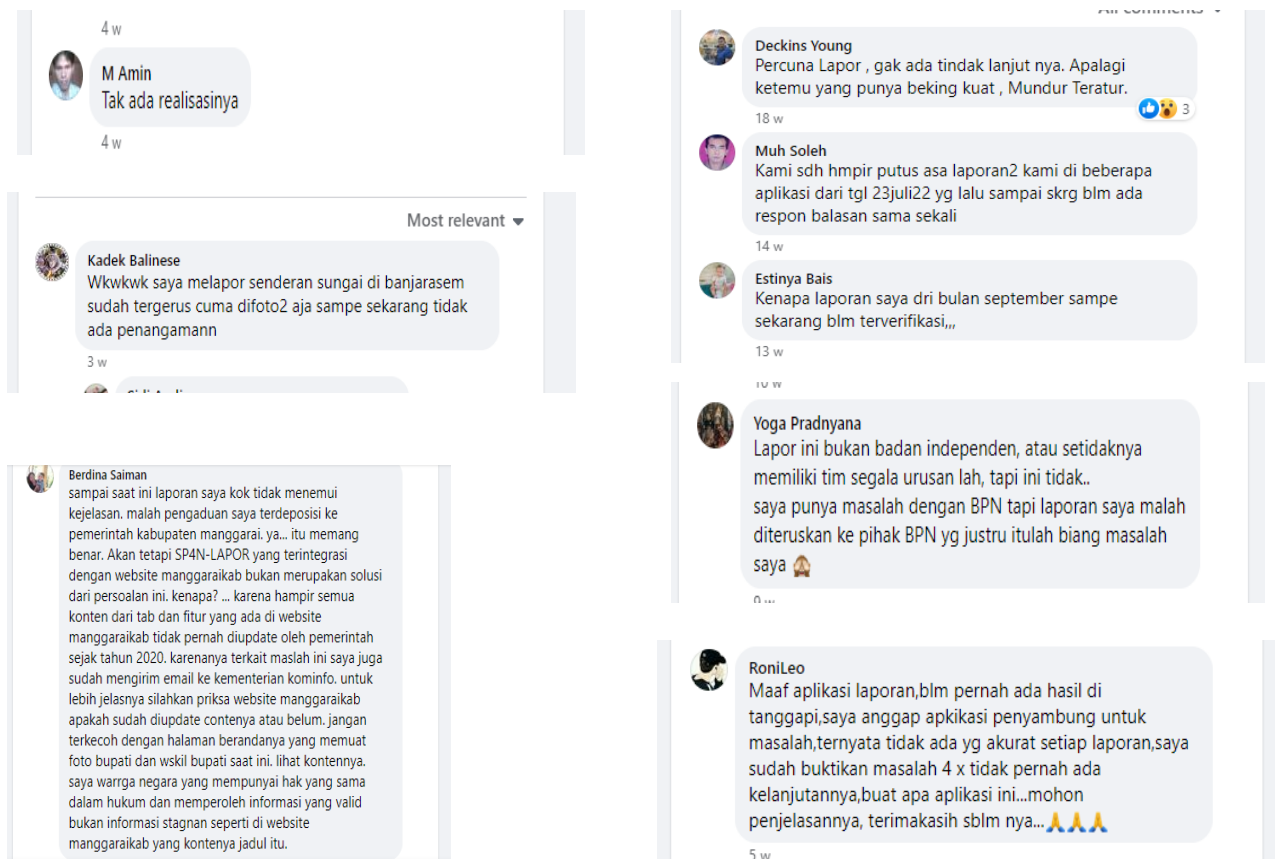 4 w
M Amin
Tak ada realisasinya
4 w
Most relevant
Kadek Balinese
Wkwkwk saya melapor senderan sungai di banjarasem
sudah tergerus cuma difoto2 aja sampe sekarang tidak
ada penangamann
3 w
Berdina Saiman
sampai saat ini laporan saya kok tidak menemui
kejelasan. malah pengaduan saya terdeposisi ke
pemerintah kabupaten manggarai. ya... itu memang
benar. Akan tetapi SP4N-LAPOR yang terintegrasi
dengan website manggaraikab bukan merupakan solusi
dari persoalan ini. kenapa? ... karena hampir semua
konten dari tab dan fitur yang ada di website
manggaraikab tidak pernah diupdate oleh pemerintah
sejak tahun 2020. karenanya terkait maslah ini saya juga
sudah mengirim email ke kementerian kominfo. untuk
lebih jelasnya silahkan priksa website manggaraikab
apakah sudah diupdate contenya atau belum. jangan
terkecoh dengan halaman berandanya yang memuat
foto bupati dan wskil bupati saat ini. lihat kontennya.
saya warrga negara yang mempunyai hak yang sama
dalam hukum dan memperoleh informasi yang valid
bukan informasi stagnan seperti di website
manggaraikab yang kontenya jadul itu.
All comments
Deckins Young
Percuna Lapor , gak ada tindak lanjut nya. Apalagi
ketemu yang punya beking kuat , Mundur Teratur.
3
18 w
Muh Soleh
Kami sdh hmpir putus asa laporan2 kami di beberapa
aplikasi dari tgl 23juli22 yg lalu sampai skrg blm ada
respon balasan sama sekali
14 w
Estinya Bais
Kenapa laporan saya dri bulan september sampe
sekarang blm terverifikasi,,,
13 w
Yoga Pradnyana
Lapor ini bukan badan independen, atau setidaknya
memiliki tim segala urusan lah, tapi ini tidak..
saya punya masalah dengan BPN tapi laporan saya malah
diteruskan ke pihak BPN yg justru itulah biang masalah
saya 🙈
RoniLeo
Maaf aplikasi laporan,blm pernah ada hasil di
tanggapi,saya anggap apkikasi penyambung untuk
masalah,ternyata tidak ada yg akurat setiap laporan,saya
sudah buktikan masalah 4 x tidak pernah ada
kelanjutannya,buat apa aplikasi ini...mohon
penjelasannya, terimakasih sblm nya...🙏🙏🙏
5 w